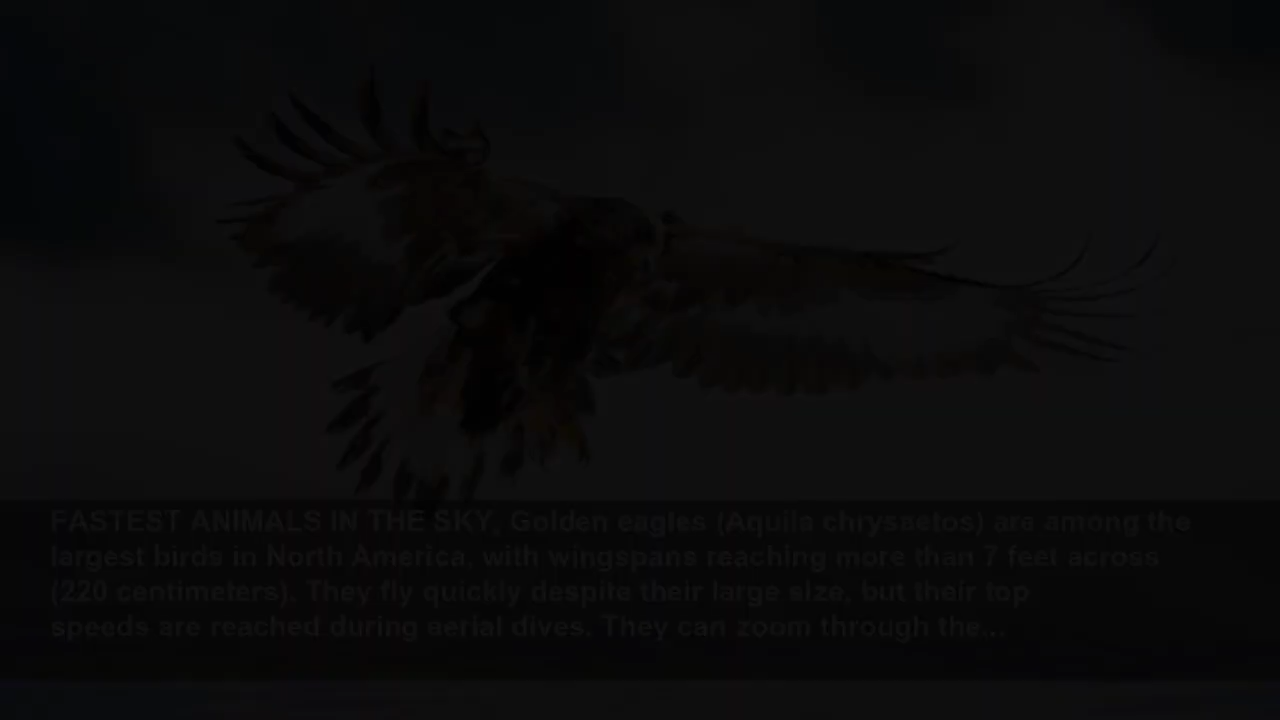 FASTEST ANIMALS IN THE SKY. Golden eagles (Aquila chrysaetos) are among the
largest birds in North America, with wingspans reaching more than 7 feet across
(220 centimeters). They fly quickly despite their large size, but their top
speeds are reached during aerial dives. They can zoom through the...